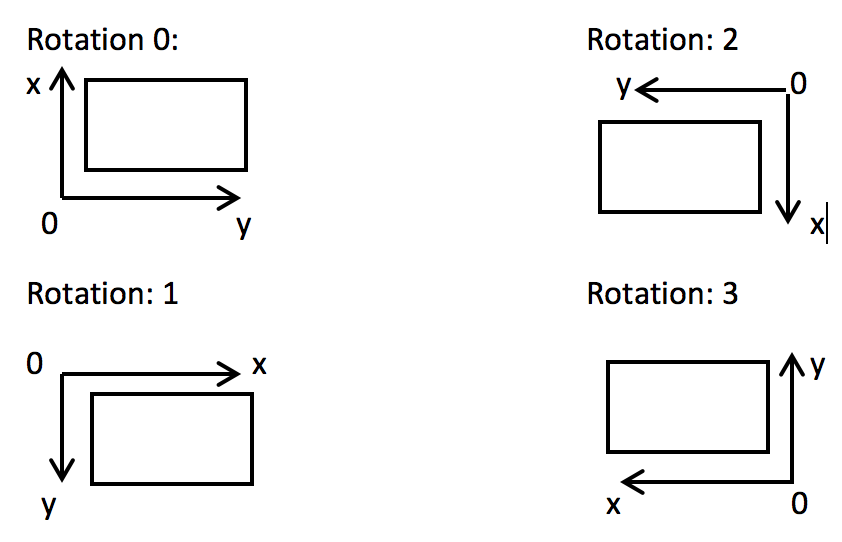 Rotation 0:
x
0
y
Rotation: 2
y
0
x
Rotation: 1
0
x
y
Rotation: 3
y
x
0